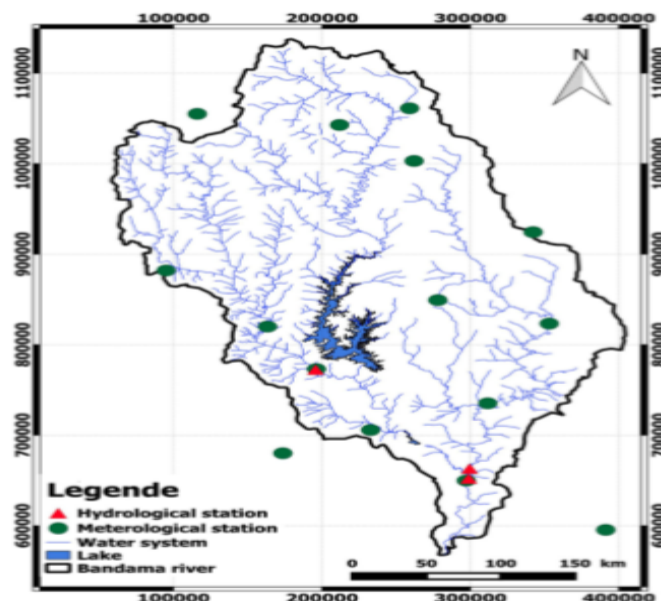 100000 200000 300000 400000
N
1100000
1000000
900000
800000
700000
600000
1100000
1000000
900000
800000
700000
600000
Legende
Hydrological station
Meterological station
Water system
Lake
Bandama river
0 50 100 150 km
100000 200000 300000 400000